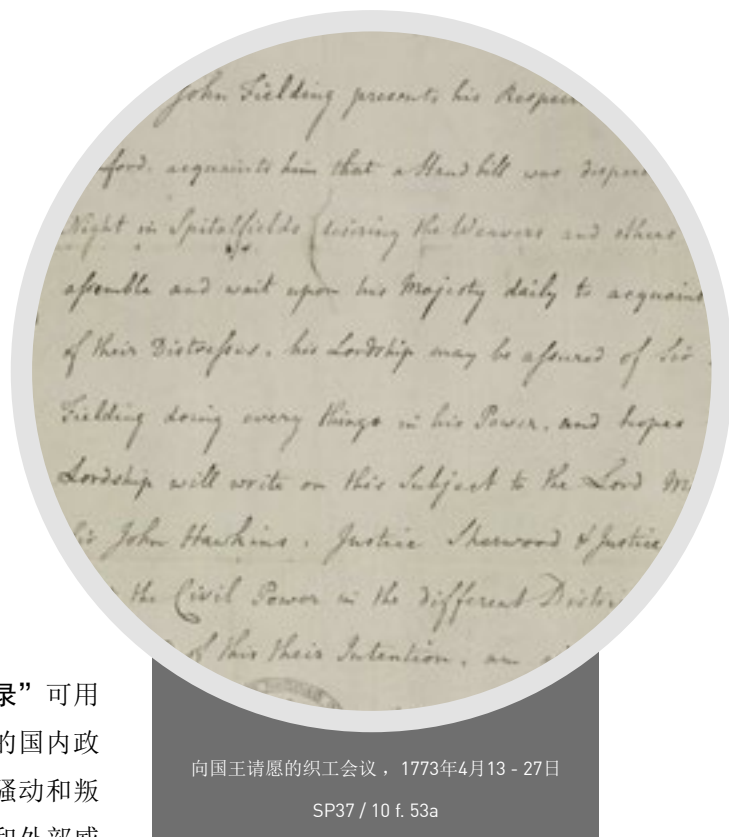 John Fielding presents his Respec
ford. acquaints him that a Hand bill was dispers
Night in Spitalfields desiring the Weavers and others
assemble and wait upon his Majesty daily to acquaint
of their Distresses. his Lordship may be assured of Sir
Fielding doing every thinge in his Power. and hopes
Lordship will write on this Subject to the Lord M
Sir John Hawkins. Justice Sherwood & Justice
the Civil Power in the different Distri
of this their Intention. an
录”可用
的国内政
骚动和叛
和外部威
向国王请愿的织工会议，1773年4月13 - 27日
SP37 / 10 f. 53a